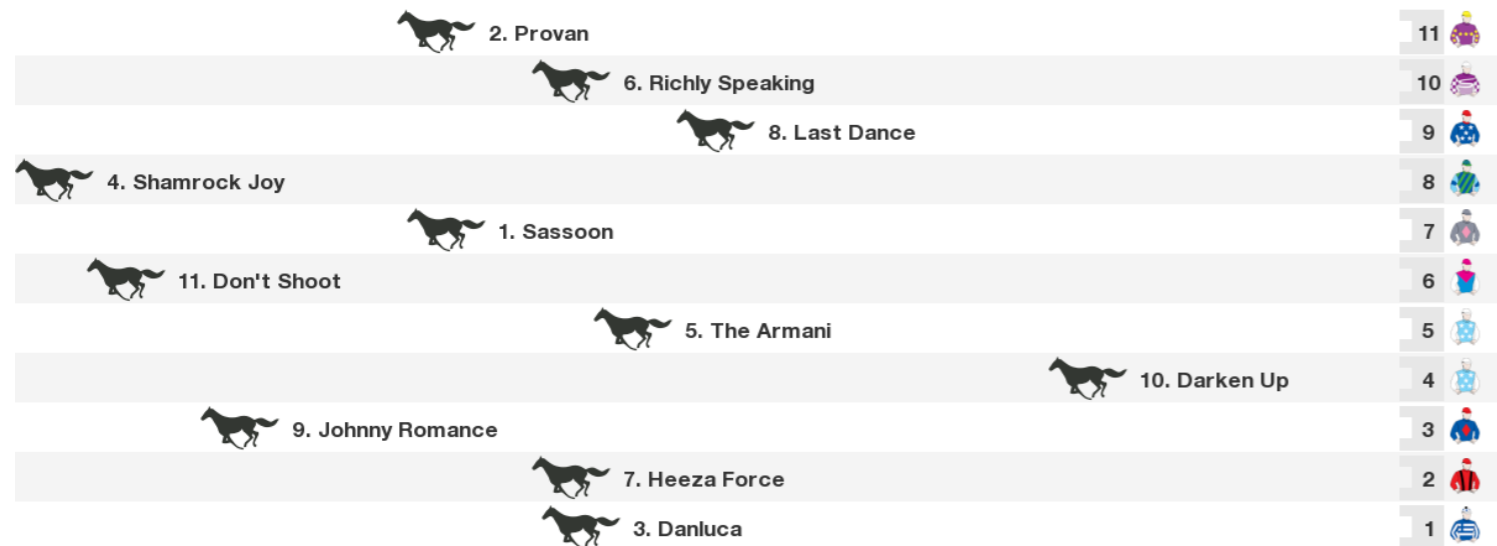 2. Provan 11
6. Richly Speaking 10
8. Last Dance 9
4. Shamrock Joy 8
1. Sassoon 7
11. Don't Shoot 6
5. The Armani 5
10. Darken Up 4
9. Johnny Romance 3
7. Heeza Force 2
3. Danluca 1